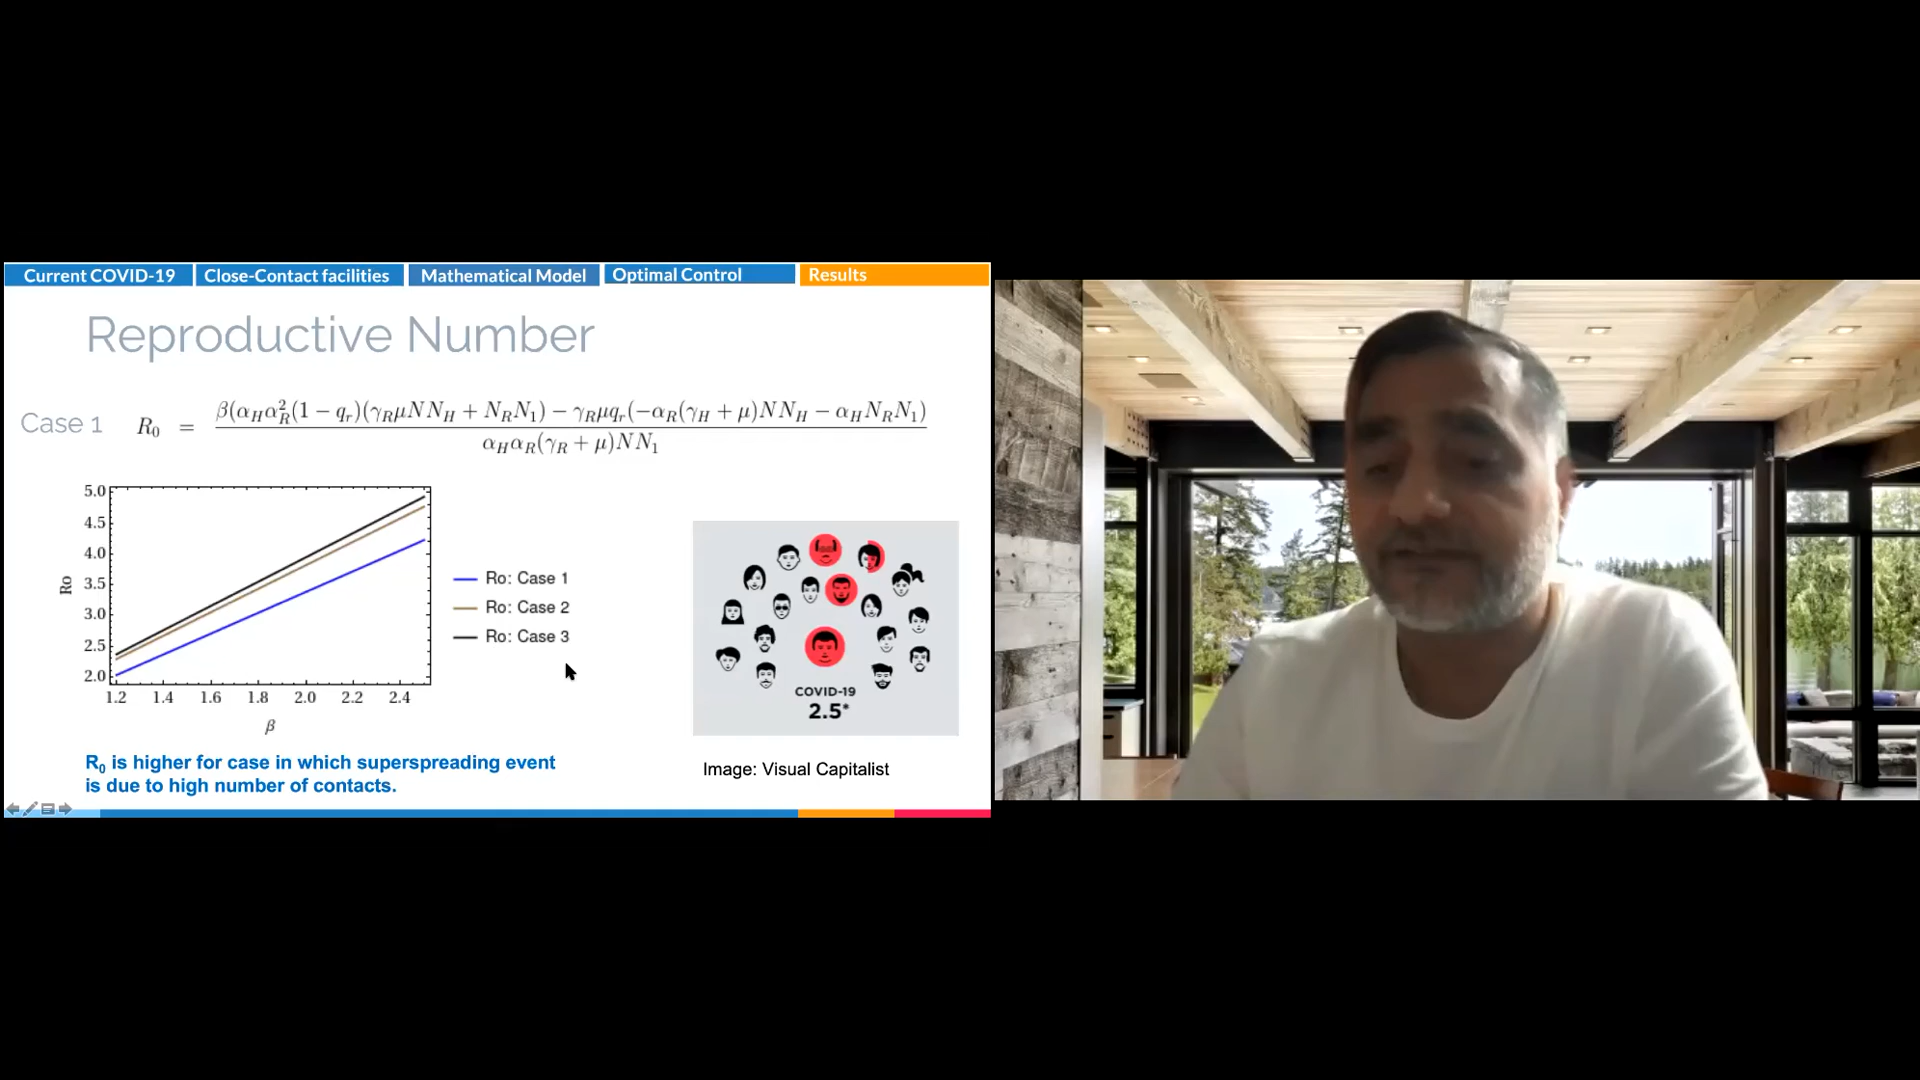 Current COVID-19
Close-Contact facilities
Mathematical Model
Optimal Control
Results
Reproductive Number
Case 1
R₀ = β(α_Hα_R²(1 − q_r)(γ_RμNN_H + N_RN₁) − γ_Rμq_r(−α_R(γ_H + μ)NN_H − α_HN_RN₁)
α_Hα_R(γ_R + μ)NN₁
5.0
4.5
4.0
3.5
3.0
2.5
2.0
Ro
1.2 1.4 1.6 1.8 2.0 2.2 2.4
β
Ro: Case 1
Ro: Case 2
Ro: Case 3
COVID-19
2.5*
Image: Visual Capitalist
R₀ is higher for case in which superspreading event
is due to high number of contacts.